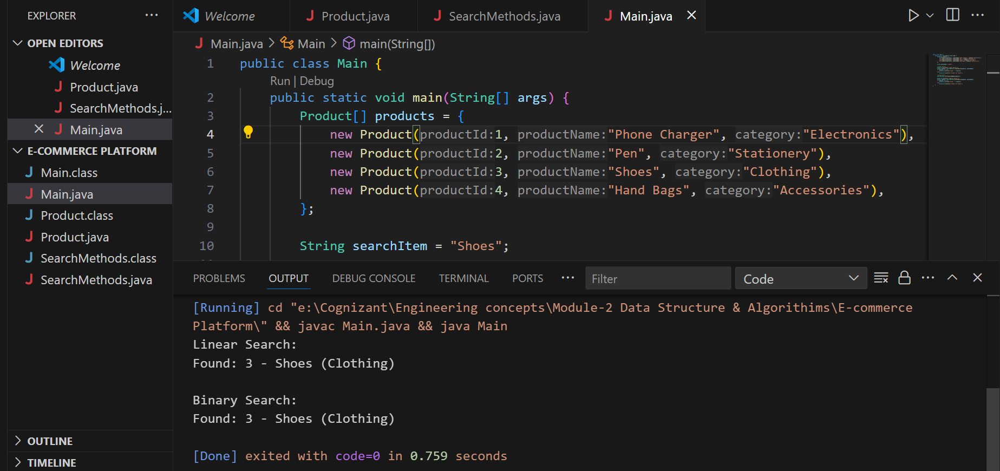 EXPLORER
OPEN EDITORS
Welcome
Product.java
SearchMethods.j...
Main.java
E-COMMERCE PLATFORM
Main.class
Main.java
Product.class
Product.java
SearchMethods.class
SearchMethods.java
OUTLINE
TIMELINE
Welcome
Product.java
SearchMethods.java
Main.java
Main.java > Main > main(String[])
1 public class Main {
Run | Debug
2 public static void main(String[] args) {
3 Product[] products = {
4 new Product(productId:1, productName:"Phone Charger", category:"Electronics"),
5 new Product(productId:2, productName:"Pen", category:"Stationery"),
6 new Product(productId:3, productName:"Shoes", category:"Clothing"),
7 new Product(productId:4, productName:"Hand Bags", category:"Accessories"),
8 };
9
10 String searchItem = "Shoes";
PROBLEMS OUTPUT DEBUG CONSOLE TERMINAL PORTS ··· Filter Code
[Running] cd "e:\Cognizant\Engineering concepts\Module-2 Data Structure & Algorithims\E-commerce
Platform\" && javac Main.java && java Main
Linear Search:
Found: 3 - Shoes (Clothing)
Binary Search:
Found: 3 - Shoes (Clothing)
[Done] exited with code=0 in 0.759 seconds